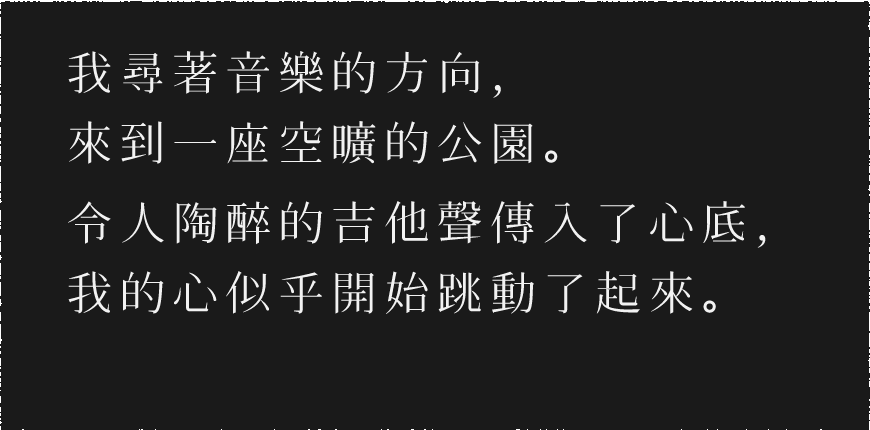 我尋著音樂的方向,
來到一座空曠的公園。
令人陶醉的吉他聲傳入了心底,
我的心似乎開始跳動了起來。